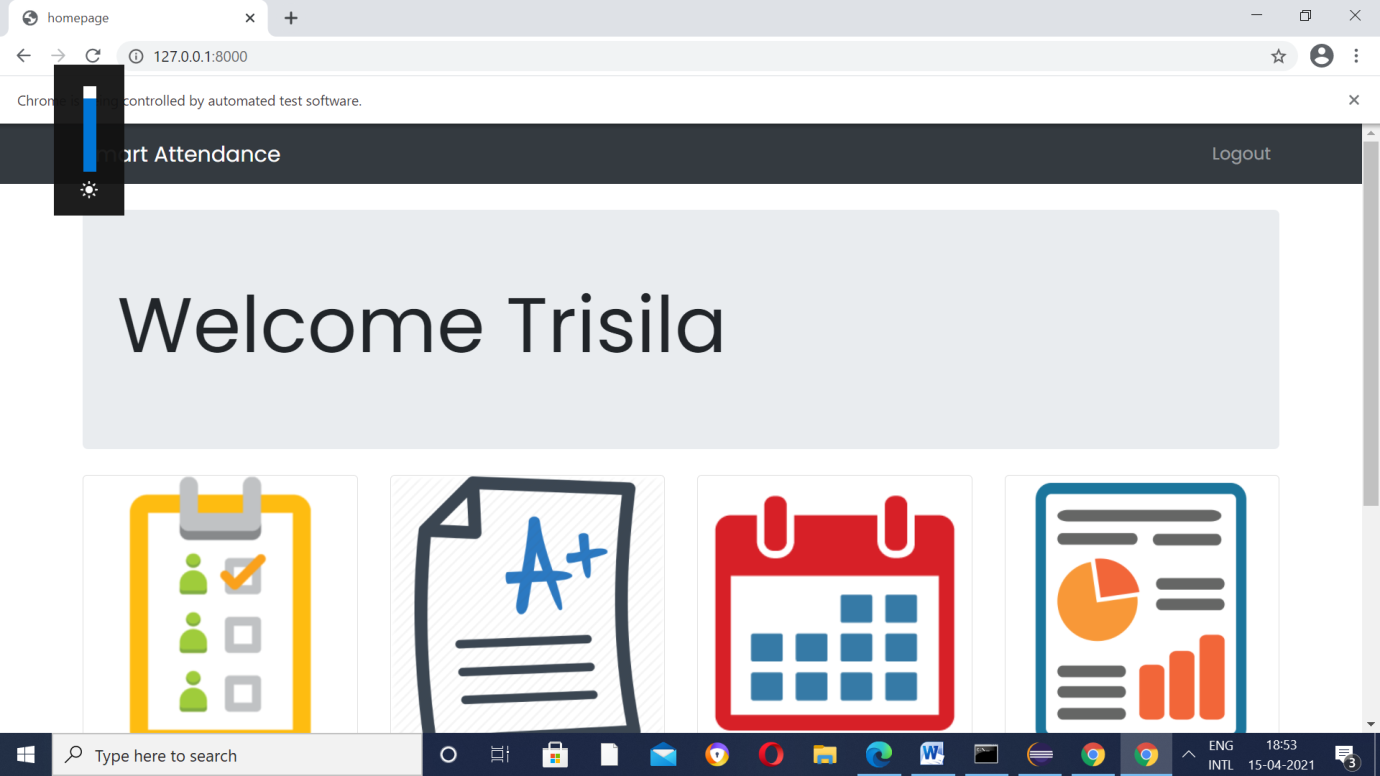 homepage
127.0.0.1:8000
controlled by automated test software.
Attendance
Logout
Welcome Trisila
A+
Type here to search
ENG
INTL
18:53
15-04-2021
3